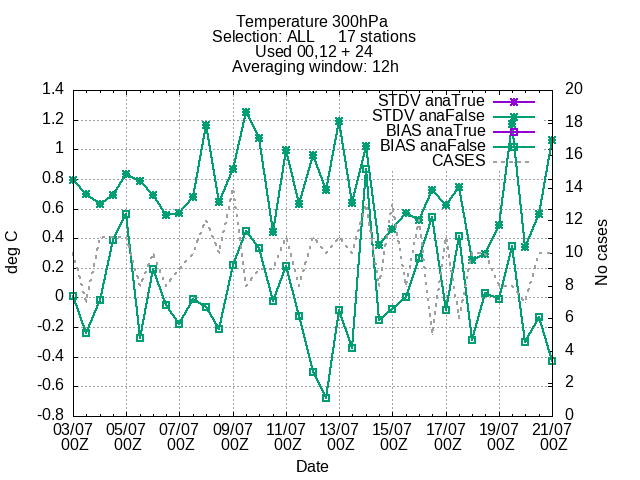 Temperature 300hPa
Selection: ALL 17 stations
Used 00,12 + 24
Averaging window: 12h
STDV anaTrue
STDV anaFalse
BIAS anaTrue
BIAS anaFalse
CASES
deg C
1.4
1.2
1
0.8
0.6
0.4
0.2
0
-0.2
-0.4
-0.6
-0.8
No cases
20
18
16
14
12
10
8
6
4
2
0
03/07 05/07 07/07 09/07 11/07 13/07 15/07 17/07 19/07 21/07
00Z 00Z 00Z 00Z 00Z 00Z 00Z 00Z 00Z 00Z
Date